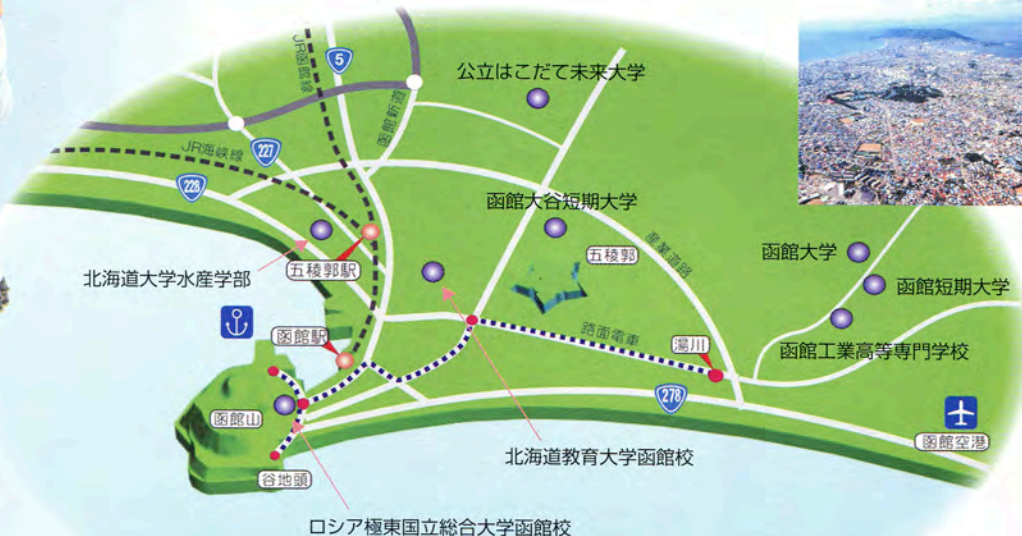 5
JR函館線
函館新道
公立はこだて未来大学
JR海峡線
227
228
函館大谷短期大学
五稜郭
産業道路
函館大学
函館短期大学
函館工業高等専門学校
北海道大学水産学部
五稜郭駅
函館駅
路面電車
湯川
278
函館山
谷地頭
北海道教育大学函館校
函館空港
ロシア極東国立総合大学函館校